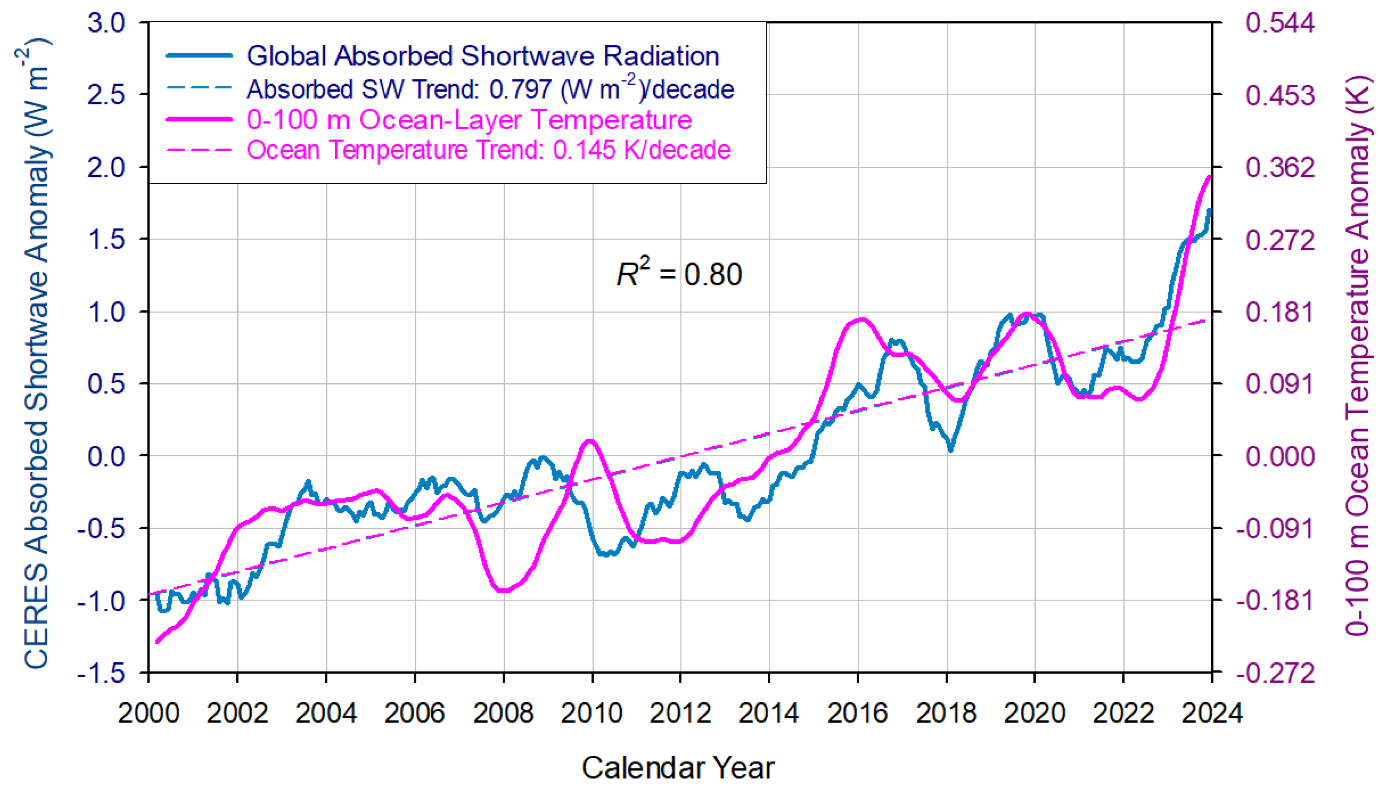 Global Absorbed Shortwave Radiation
Absorbed SW Trend: 0.797 (W m-2)/decade
0-100 m Ocean-Layer Temperature
Ocean Temperature Trend: 0.145 K/decade
R2 = 0.80
CERES Absorbed Shortwave Anomaly (W m-2)
3.0
2.5
2.0
1.5
1.0
0.5
0.0
-0.5
-1.0
-1.5
0.544
0.453
0.362
0.272
0.181
0.091
0.000
-0.091
-0.181
-0.272
0-100 m Ocean Temperature Anomaly (K)
2000 2002 2004 2006 2008 2010 2012 2014 2016 2018 2020 2022 2024
Calendar Year